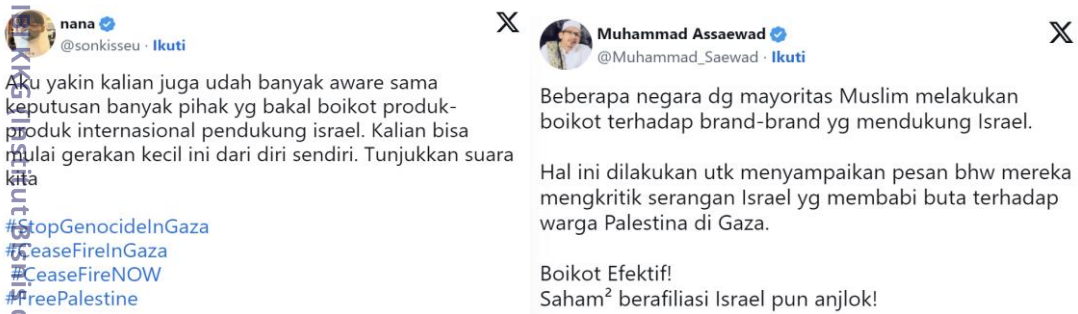 nana
@sonkisseu · Ikuti
Aku yakin kalian juga udah banyak aware sama
keputusan banyak pihak yg bakal boikot produk-
produk internasional pendukung israel. Kalian bisa
mulai gerakan kecil ini dari diri sendiri. Tunjukkan suara
kita
#StopGenocideInGaza
#CeaseFireInGaza
#CeaseFireNOW
#FreePalestine
Muhammad Assaewad
@Muhammad_Saewad · Ikuti
Beberapa negara dg mayoritas Muslim melakukan
boikot terhadap brand-brand yg mendukung Israel.
Hal ini dilakukan utk menyampaikan pesan bhw mereka
mengkritik serangan Israel yg membabi buta terhadap
warga Palestina di Gaza.
Boikot Efektif!
Saham² berafiliasi Israel pun anjlok!
IBI KKG (Institut Bisnis